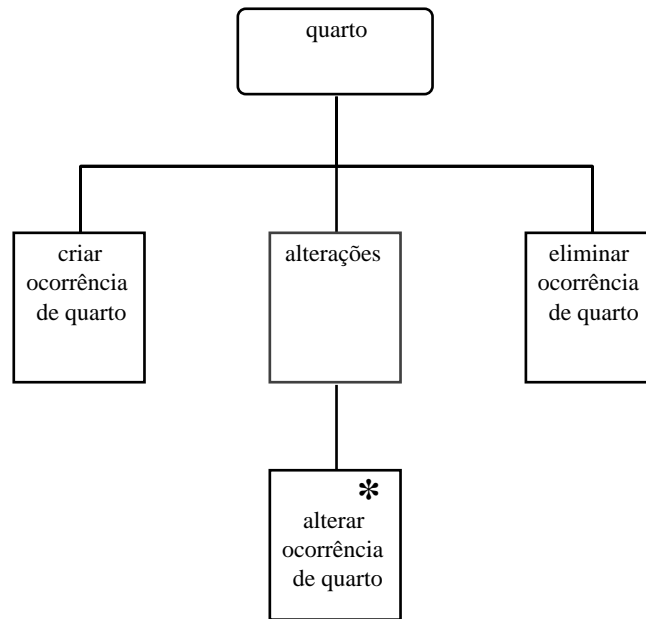 quarto
criar
ocorrência
de quarto
alterações
eliminar
ocorrência
de quarto
*
alterar
ocorrência
de quarto